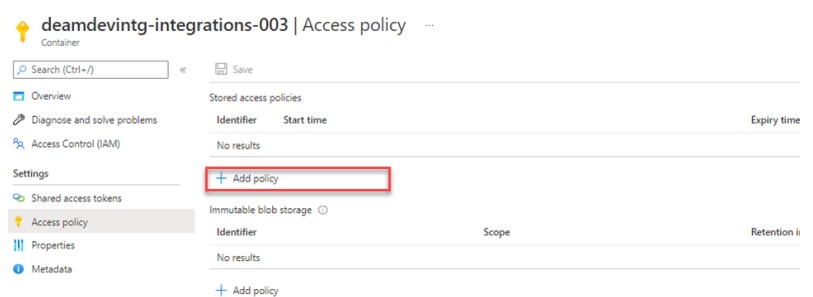 deamdevintg-integrations-003 | Access policy ...
Container
Search (Ctrl+/) «
Save
Overview
Diagnose and solve problems
Access Control (IAM)
Settings
Shared access tokens
Access policy
Properties
Metadata
Stored access policies
Identifier Start time Expiry time
No results
+ Add policy
Immutable blob storage
Identifier Scope Retention
No results
+ Add policy